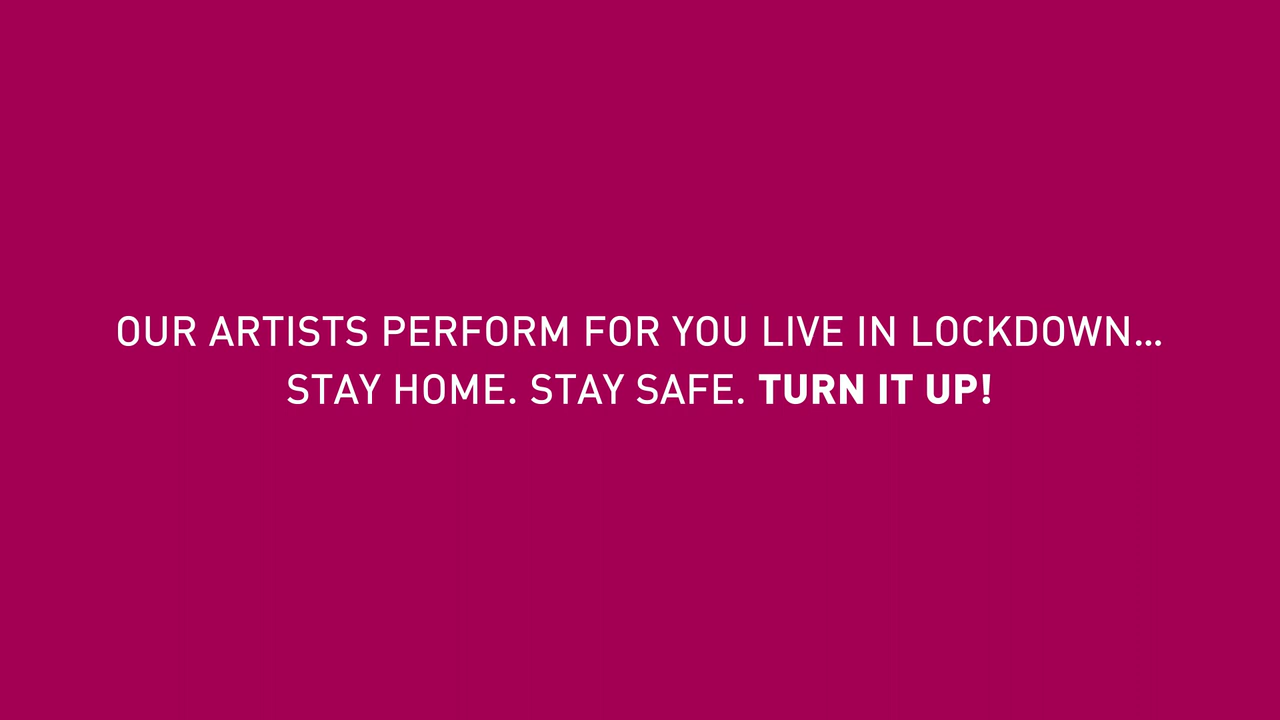 OUR ARTISTS PERFORM FOR YOU LIVE IN LOCKDOWN...
STAY HOME. STAY SAFE. TURN IT UP!